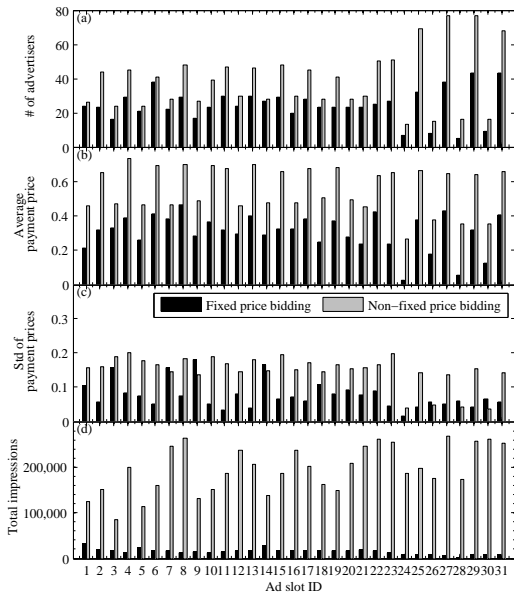 (a)
80
60
40
20
0
# of advertisers
(b)
0.6
0.4
0.2
0
Average
payment price
(c)
Fixed price bidding
Non−fixed price bidding
0.3
0.2
0.1
0
Std of
payment prices
(d)
200,000
100,000
0
Total impressions
1 2 3 4 5 6 7 8 9 10 11 12 13 14 15 16 17 18 19 20 21 22 23 24 25 26 27 28 29 30 31
Ad slot ID